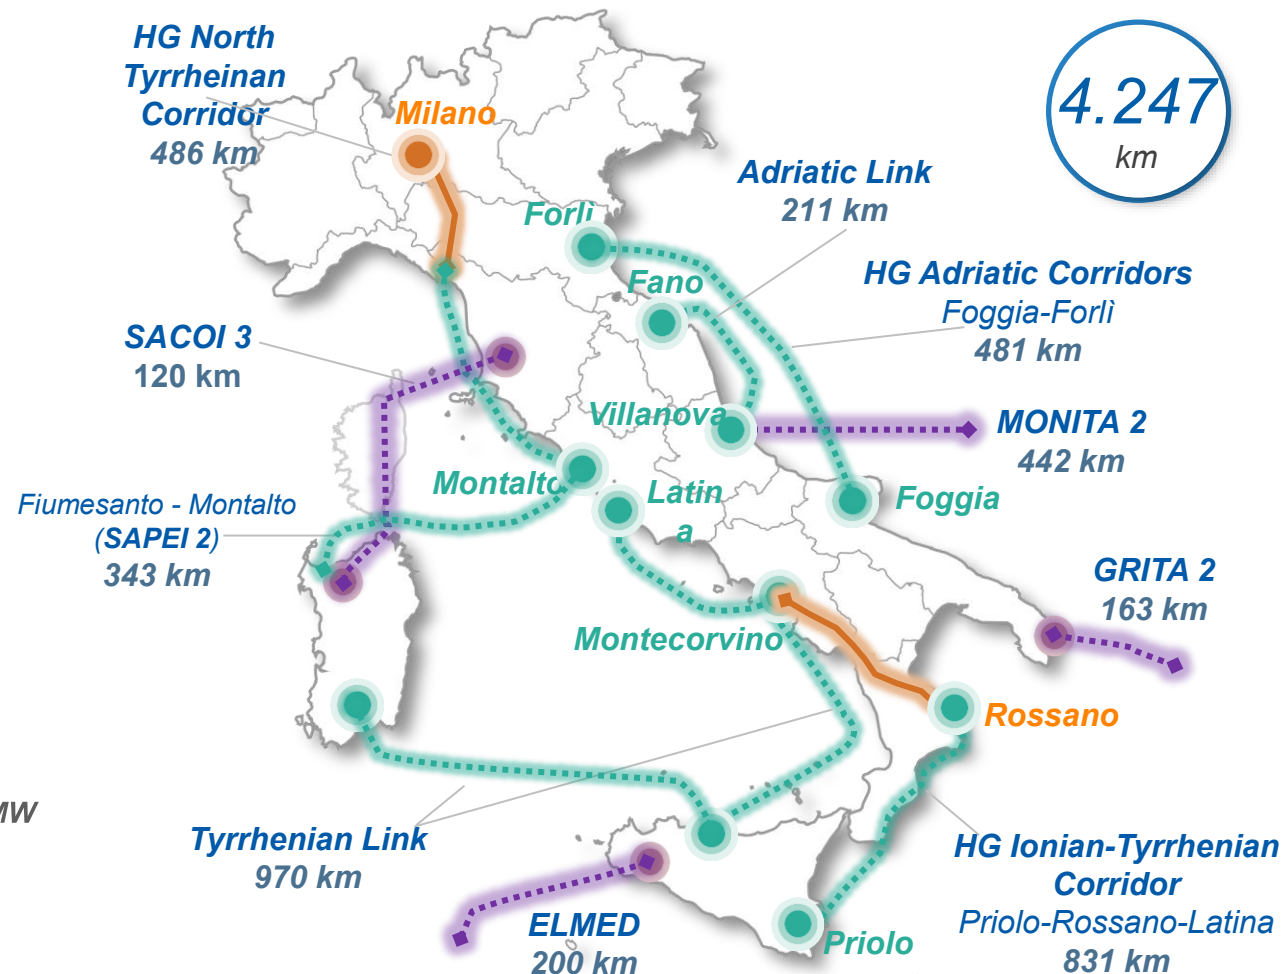 HG North
Tyrrheinan
Corridor
486 km
Milano
4.247
km
Adriatic Link
211 km
Forlì
Fano
HG Adriatic Corridors
Foggia-Forlì
481 km
SACOI 3
120 km
Villanova
MONITA 2
442 km
Montalto
Latin
a
Foggia
Fiumesanto - Montalto
(SAPEI 2)
343 km
GRITA 2
163 km
Montecorvino
Rossano
MW
Tyrrhenian Link
970 km
HG Ionian-Tyrrhenian
Corridor
Priolo-Rossano-Latina
831 km
ELMED
200 km
Priolo